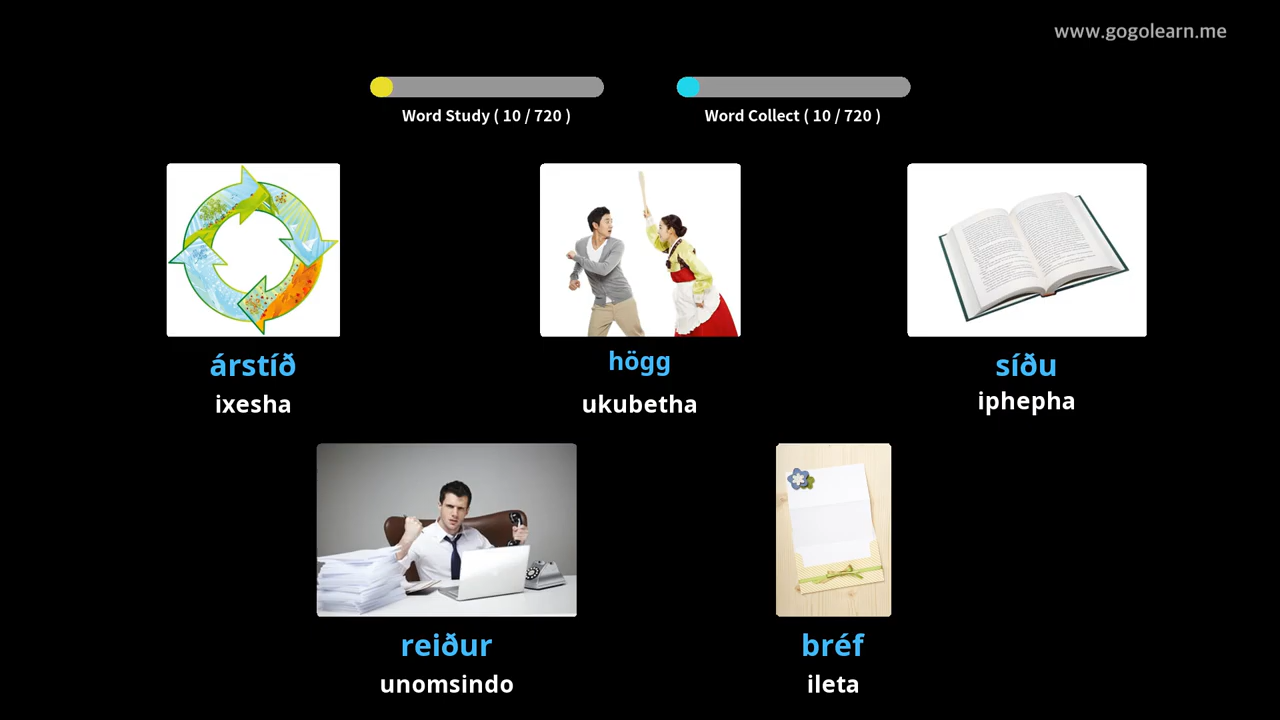 www.gogolearn.me
Word Study ( 10 / 720 )
Word Collect ( 10 / 720 )
árstíð
ixesha
högg
ukubetha
síðu
iphepha
reiður
unomsindo
bréf
ileta